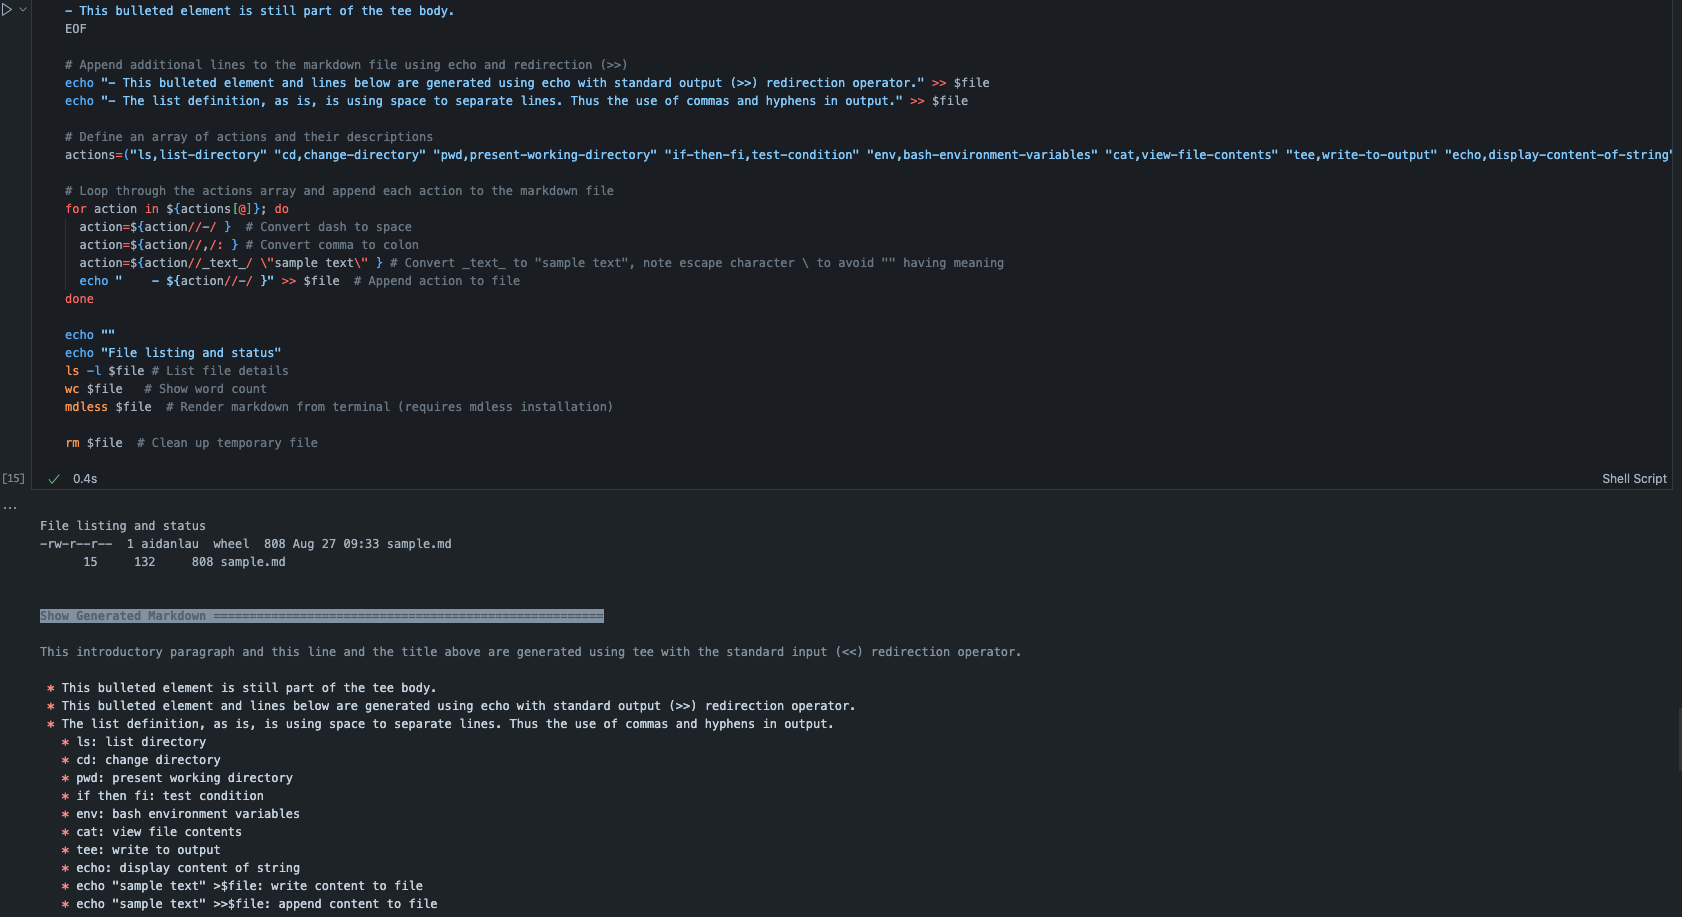 - This bulleted element is still part of the tee body.
EOF
# Append additional lines to the markdown file using echo and redirection (>>)
echo "- This bulleted element and lines below are generated using echo with standard output (>>) redirection operator." >> $file
echo "- The list definition, as is, is using space to separate lines. Thus the use of commas and hyphens in output." >> $file
# Define an array of actions and their descriptions
actions=("ls,list-directory" "cd,change-directory" "pwd,present-working-directory" "if-then-fi,test-condition" "env,bash-environment-variables" "cat,view-file-contents" "tee,write-to-output" "echo,display-content-of-string"
# Loop through the actions array and append each action to the markdown file
for action in ${actions[@]}; do
action=${action//-/ }  # Convert dash to space
action=${action//,/: } # Convert comma to colon
action=${action//_text_/ \"sample text\" } # Convert _text_ to "sample text", note escape character \ to avoid "" having meaning
echo "    - ${action//-/ }" >> $file  # Append action to file
done
echo ""
echo "File listing and status"
ls -l $file # List file details
wc $file   # Show word count
mdless $file  # Render markdown from terminal (requires mdless installation)
rm $file  # Clean up temporary file
[15] 0.4s Shell Script
...
File listing and status
-rw-r--r--  1 aidanlau  wheel  808 Aug 27 09:33 sample.md
15     132     808 sample.md
Show Generated Markdown ======================================================
This introductory paragraph and this line and the title above are generated using tee with the standard input (<<) redirection operator.
* This bulleted element is still part of the tee body.
* This bulleted element and lines below are generated using echo with standard output (>>) redirection operator.
* The list definition, as is, is using space to separate lines. Thus the use of commas and hyphens in output.
* ls: list directory
* cd: change directory
* pwd: present working directory
* if then fi: test condition
* env: bash environment variables
* cat: view file contents
* tee: write to output
* echo: display content of string
* echo "sample text" >$file: write content to file
* echo "sample text" >>$file: append content to file